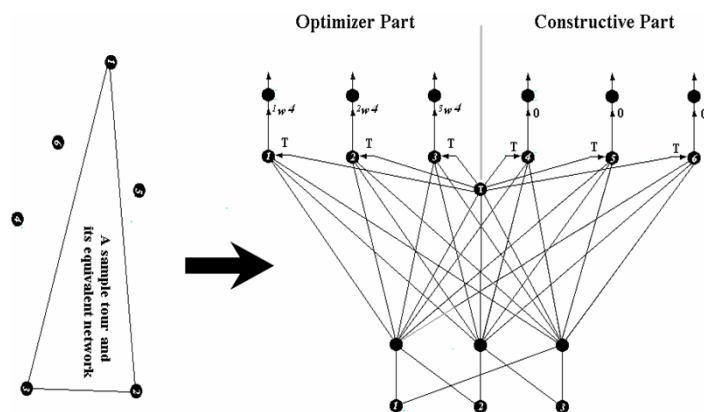 Optimizer Part
Constructive Part
1w4
2w4
3w4
0
0
0
T
T
T
T
T
T
1
2
3
4
5
6
T
1
6
5
4
A sample tour and
its equivalent network
3
2
1
2
3